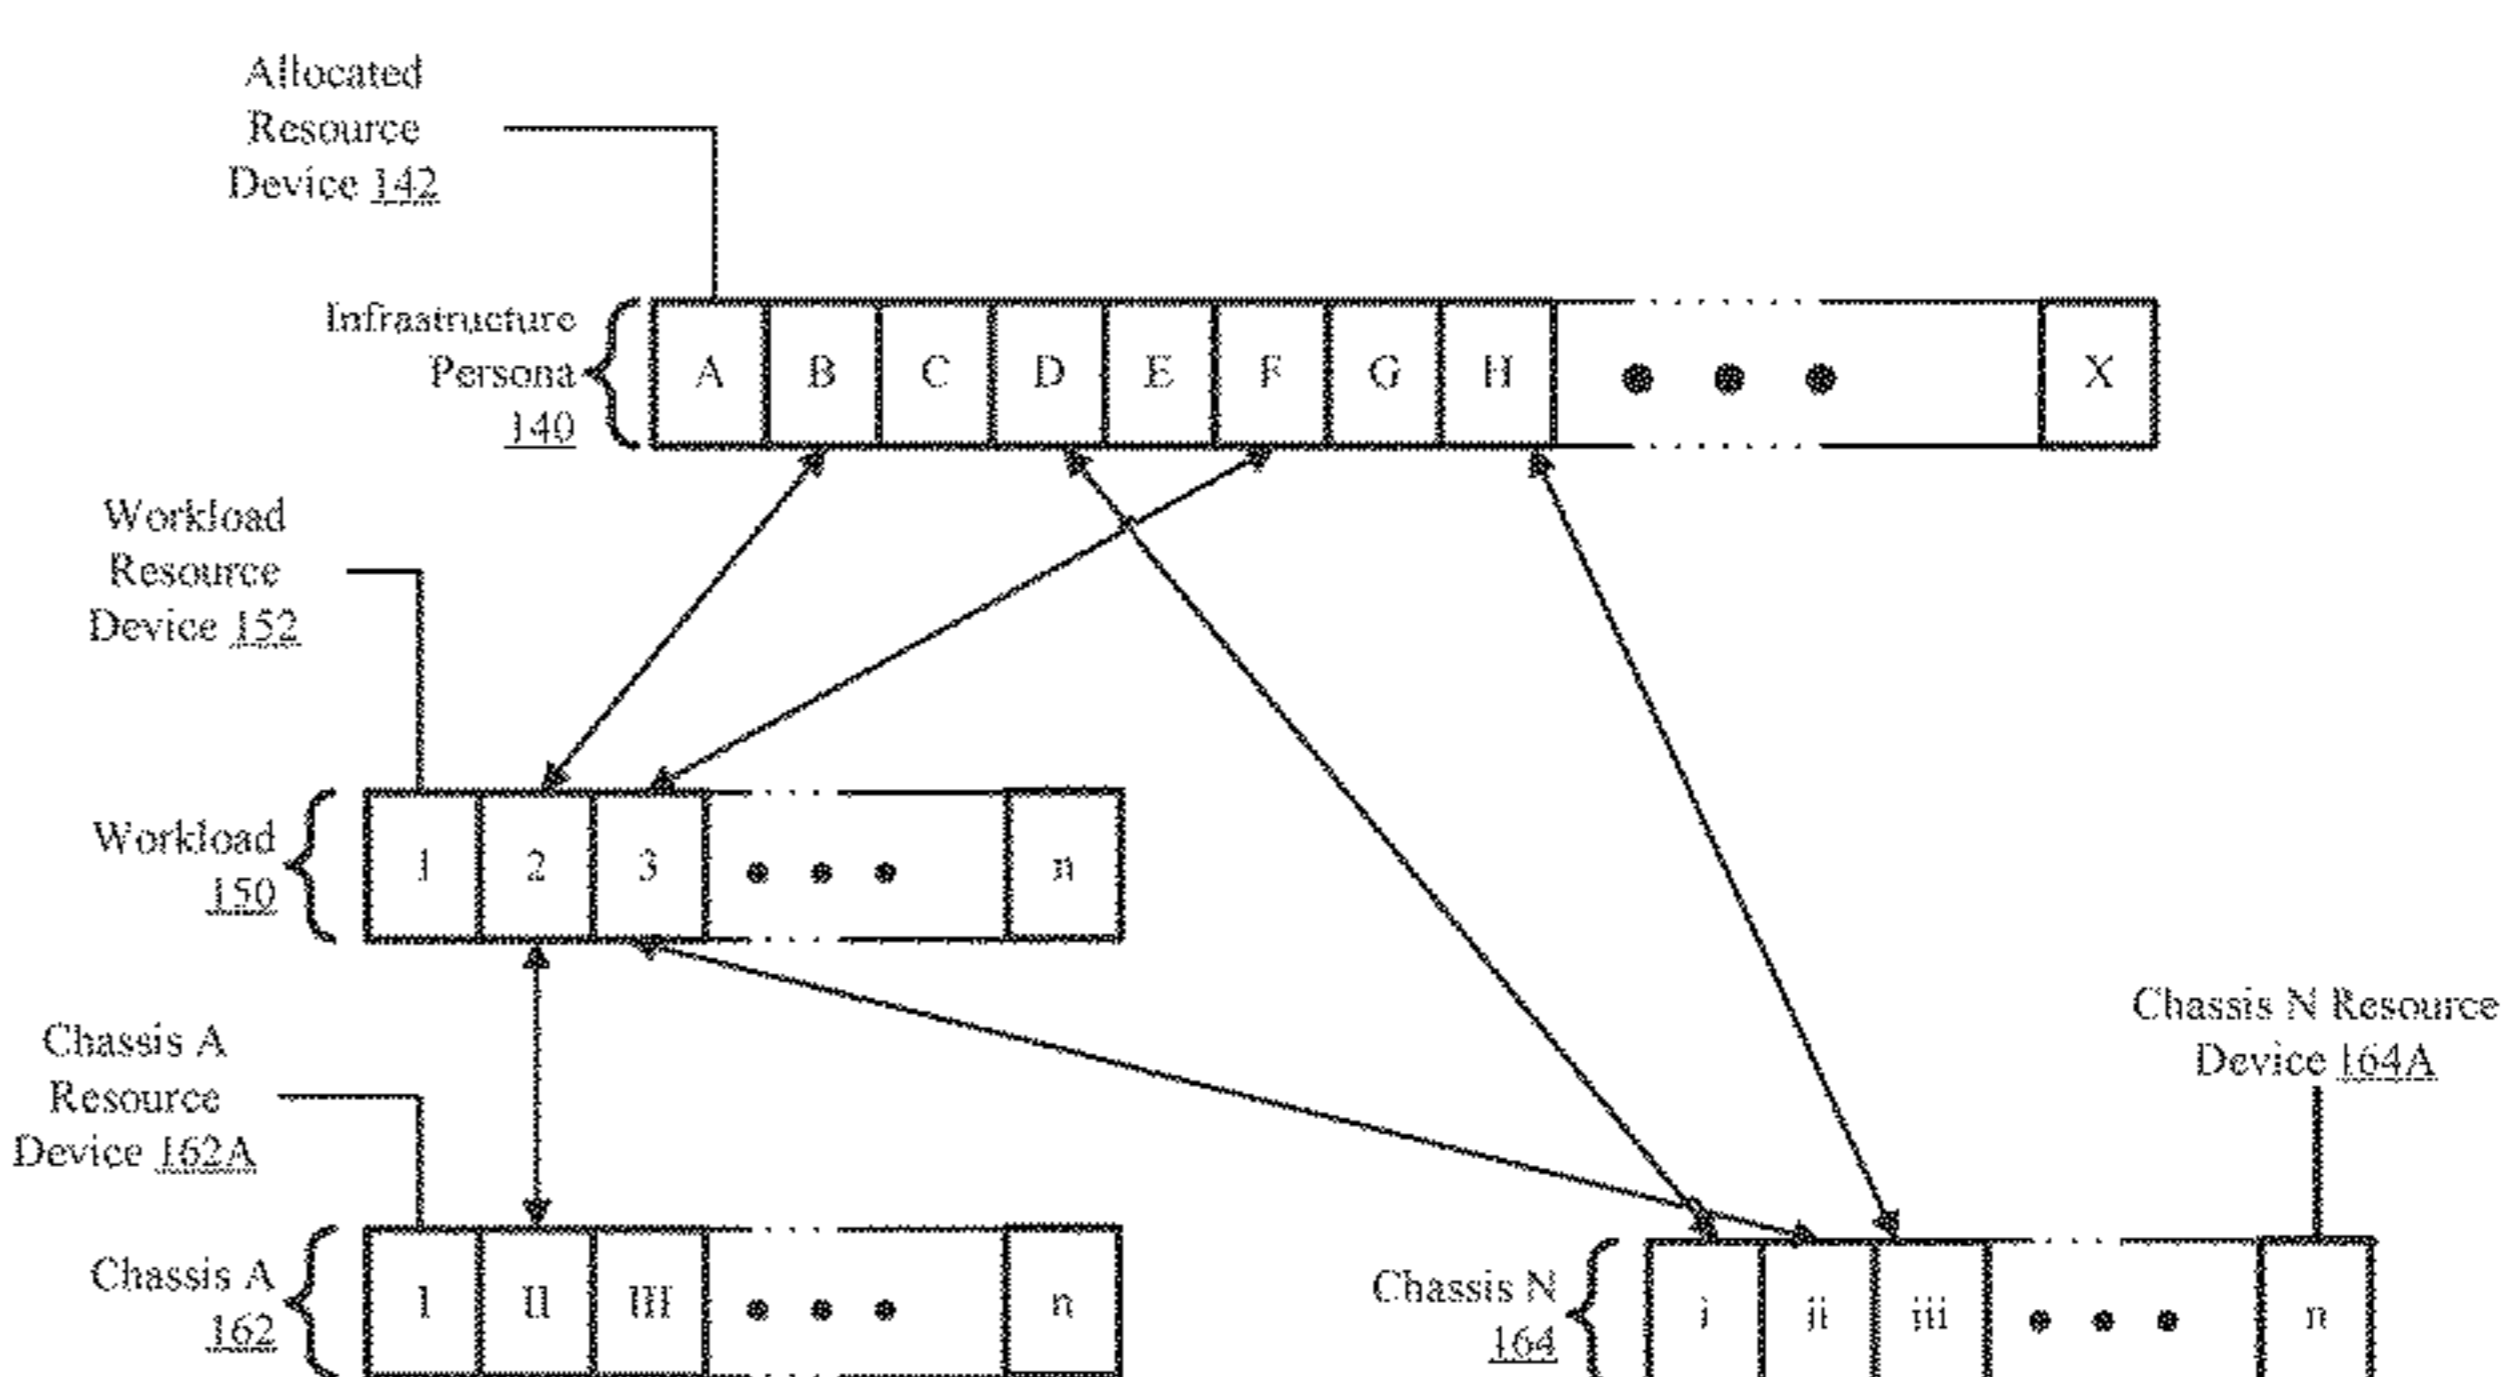 Allocated
Resource
Device 142
Infrastructure
Persona
140
A B C D E F G H X
Workload
Resource
Device 152
Workload
150
1 2 3 n
Chassis A
Resource
Device 162A
Chassis N Resource
Device 164A
Chassis A
162
I II III n
Chassis N
164
i ii iii n